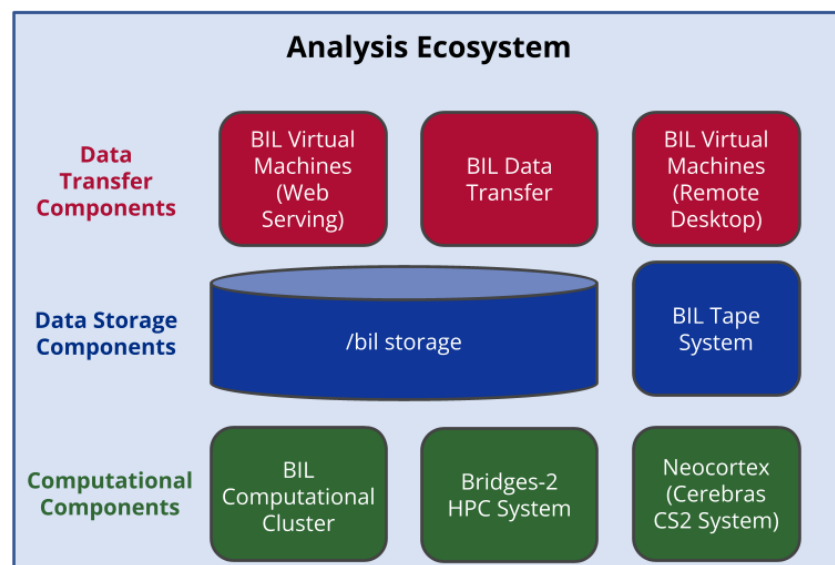 Analysis Ecosystem
Data
Transfer
Components
BIL Virtual
Machines
(Web
Serving)
BIL Data
Transfer
BIL Virtual
Machines
(Remote
Desktop)
Data Storage
Components
/bil storage
BIL Tape
System
Computational
Components
BIL
Computational
Cluster
Bridges-2
HPC System
Neocortex
(Cerebras
CS2 System)